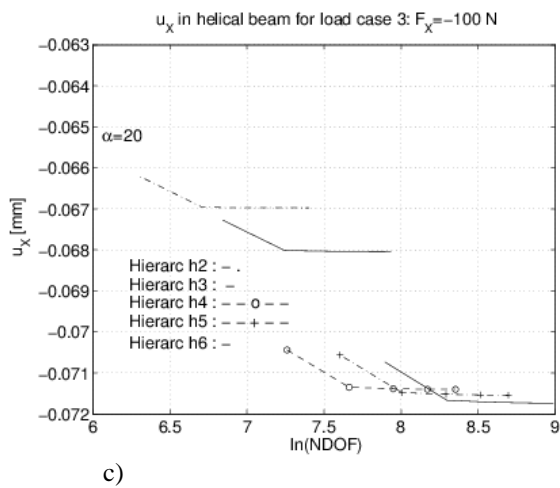 u_X in helical beam for load case 3: F_X=−100 N
−0.063
−0.064
−0.065
α=20
−0.066
−0.067
−0.068
−0.069
−0.07
−0.071
−0.072
u_X [mm]
Hierarc h2 : − .
Hierarc h3 : −
Hierarc h4 : − −o− −
Hierarc h5 : − −+− −
Hierarc h6 : −
6 6.5 7 7.5 8 8.5 9
ln(NDOF)
c)